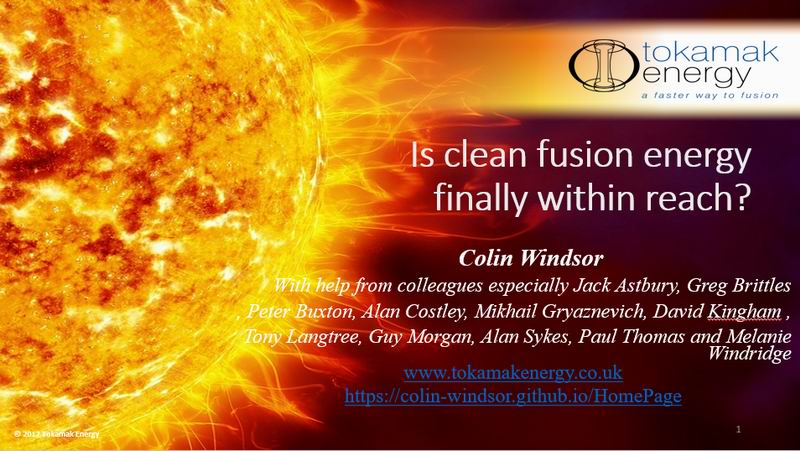 tokamak
energy
a faster way to fusion
Is clean fusion energy
finally within reach?
Colin Windsor
With help from colleagues especially Jack Astbury, Greg Brittles
, Peter Buxton, Alan Costley, Mikhail Gryaznevich, David Kingham ,
Tony Langtree, Guy Morgan, Alan Sykes, Paul Thomas and Melanie
Windridge
www.tokamakenergy.co.uk
https://colin-windsor.github.io/HomePage
© 2017 Tokamak Energy
1